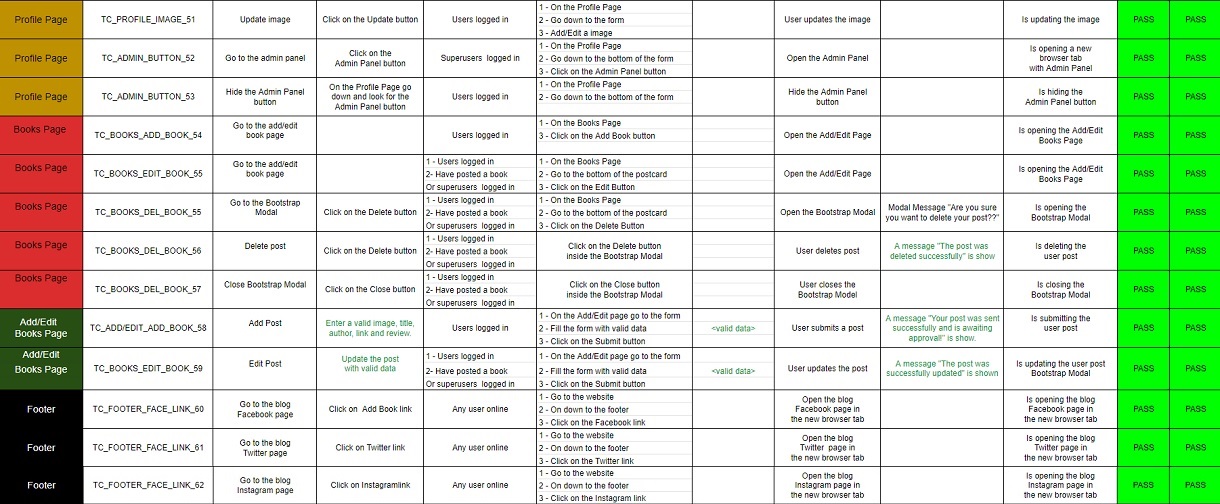 Profile Page
TC_PROFILE_IMAGE_51
Update image
Click on the Update button
Users logged in
1 - On the Profile Page
2 - Go down to the form
3 - Add/Edit a image
User updates the image
Is updating the image
PASS
PASS
Profile Page
TC_ADMIN_BUTTON_52
Go to the admin panel
Click on the
Admin Panel button
Superusers logged in
1 - On the Profile Page
2 - Go down to the bottom of the form
3 - Click on the Admin Panel button
Open the Admin Panel
Is opening a new
browser tab
with Admin Panel
PASS
PASS
Profile Page
TC_ADMIN_BUTTON_53
Hide the Admin Panel
button
On the Profile Page go
down and look for the
Admin Panel button
Users logged in
1 - On the Profile Page
2 - Go down to the bottom of the form
Hide the Admin Panel
button
Is hiding the
Admin Panel button
PASS
PASS
Books Page
TC_BOOKS_ADD_BOOK_54
Go to the add/edit
book page
Users logged in
1 - On the Books Page
3 - Click on the Add Book button
Open the Add/Edit Page
Is opening the Add/Edit
Books Page
PASS
PASS
Books Page
TC_BOOKS_EDIT_BOOK_55
Go to the add/edit
book page
1 - Users logged in
2- Have posted a book
Or superusers logged in
1 - On the Books Page
2 - Go to the bottom of the postcard
3 - Click on the Edit Button
Open the Add/Edit Page
Is opening the Add/Edit
Books Page
PASS
PASS
Books Page
TC_BOOKS_DEL_BOOK_55
Go to the Bootstrap
Modal
Click on the Delete button
1 - Users logged in
2- Have posted a book
Or superusers logged in
1 - On the Books Page
2 - Go to the bottom of the postcard
3 - Click on the Delete Button
Open the Bootstrap Modal
Modal Message "Are you sure
you want to delete your post??"
Is opening the
Bootstrap Modal
PASS
PASS
Books Page
TC_BOOKS_DEL_BOOK_56
Delete post
Click on the Delete button
1 - Users logged in
2- Have posted a book
Or superusers logged in
Click on the Delete button
inside the Bootstrap Modal
User deletes post
A message "The post was
deleted successfully" is show
Is deleting the
user post
PASS
PASS
Books Page
TC_BOOKS_DEL_BOOK_57
Close Bootstrap Modal
Click on the Close button
1 - Users logged in
2- Have posted a book
Or superusers logged in
Click on the Close button
inside the Bootstrap Modal
User closes the
Bootstrap Model
Is closing the
Bootstrap Modal
PASS
PASS
Add/Edit
Books Page
TC_ADD/EDIT_ADD_BOOK_58
Add Post
Enter a valid image, title,
author, link and review.
Users logged in
1 - On the Add/Edit page go to the form
2 - Fill the form with valid data
3 - Click on the Submit button
<valid data>
User submits a post
A message "Your post was sent
successfully and is awaiting
approval!" is show.
Is submitting the
user post
PASS
PASS
Add/Edit
Books Page
TC_BOOKS_EDIT_BOOK_59
Edit Post
Update the post
with valid data
1 - Users logged in
2- Have posted a book
Or superusers logged in
1 - On the Add/Edit page go to the form
2 - Fill the form with valid data
3 - Click on the Submit button
<valid data>
User updates the post
A message "The post was
successfully updated" is shown
Is updating the user post
Bootstrap Modal
PASS
PASS
Footer
TC_FOOTER_FACE_LINK_60
Go to the blog
Facebook page
Click on Add Book link
Any user online
1 - Go to the website
2 - On down to the footer
3 - Click on the Facebook link
Open the blog
Facebook page in
the new browser tab
Is opening the blog
Facebook page in
the new browser tab
PASS
PASS
Footer
TC_FOOTER_FACE_LINK_61
Go to the blog
Twitter page
Click on Twitter link
Any user online
1 - Go to the website
2 - On down to the footer
3 - Click on the Twitter link
Open the blog
Twitter page in
the new browser tab
Is opening the blog
Twitter page in
the new browser tab
PASS
PASS
Footer
TC_FOOTER_FACE_LINK_62
Go to the blog
Instagram page
Click on Instagramlink
Any user online
1 - Go to the website
2 - On down to the footer
3 - Click on the Instagram link
Open the blog
Instagram page in
the new browser tab
Is opening the blog
Instagram page in
the new browser tab
PASS
PASS